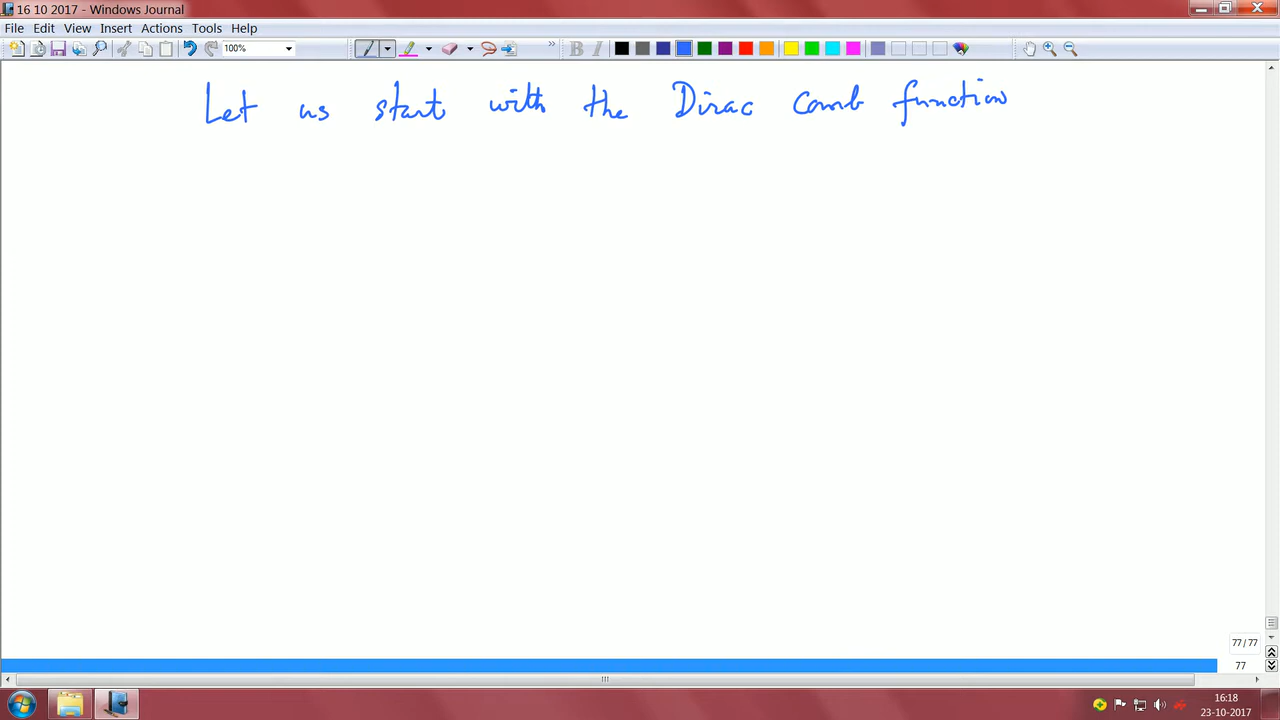 16 10 2017 - Windows Journal
File Edit View Insert Actions Tools Help
100%
B I
Let us start with the Dirac comb function
77 / 77
77
16:18
23-10-2017